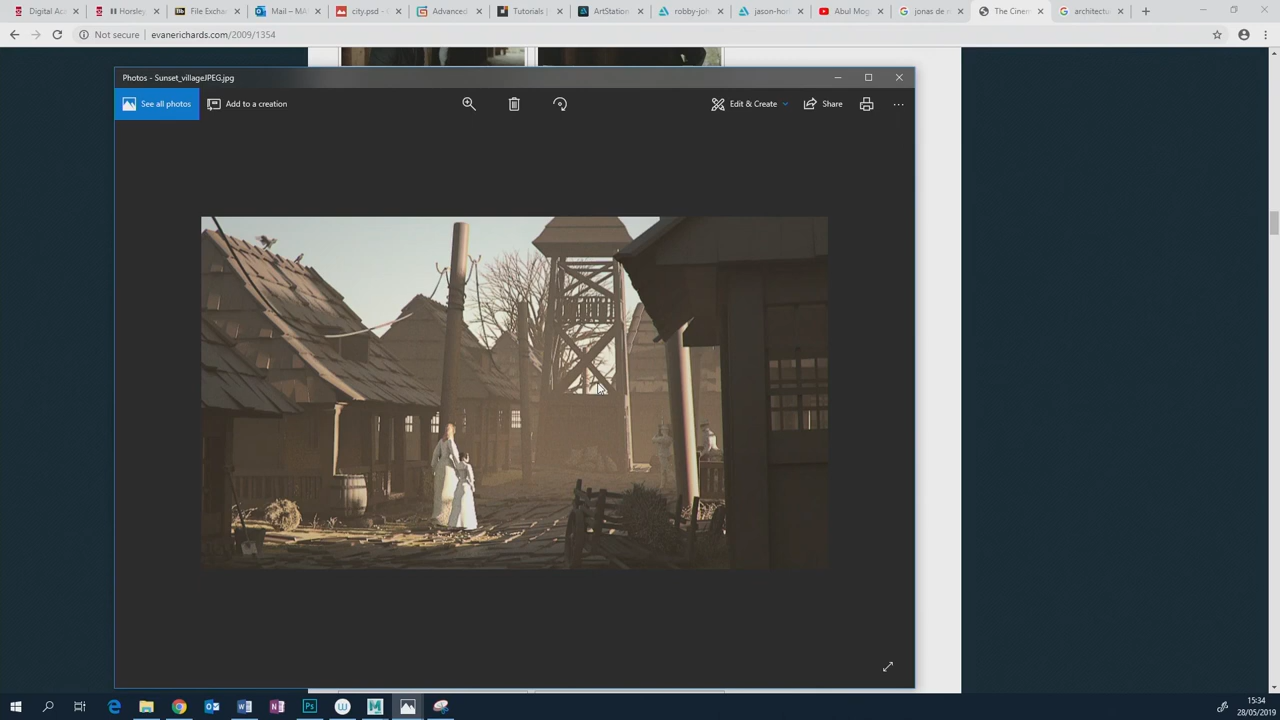 Digital Aca
Horsley
File Exchan
Mail – MA
city.psd - G
Advanced
Tutorials |
ArtStation
robby-joh
jason-hor
Abul Mog
jonas de r
The Cinem
architectu
Not secure | evanerichards.com/2009/1354
Photos - Sunset_villageJPEG.jpg
See all photos
Add to a creation
Edit & Create
Share
15:34
28/05/2019